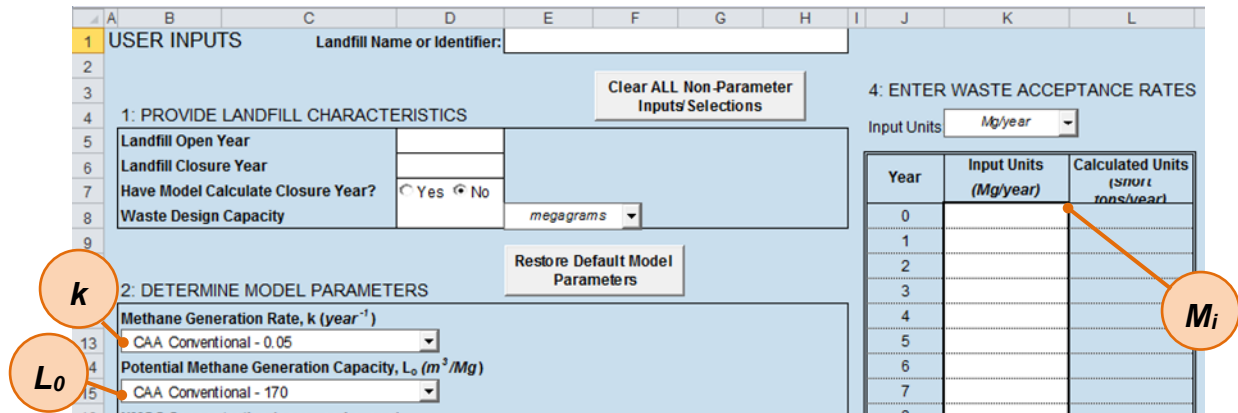 A B C D E F G H I J K L
1 USER INPUTS Landfill Name or Identifier:
2
3 Clear ALL Non-Parameter 4: ENTER WASTE ACCEPTANCE RATES
4 1: PROVIDE LANDFILL CHARACTERISTICS Inputs/Selections
Input Units Mg/year
5 Landfill Open Year
6 Landfill Closure Year Year Input Units Calculated Units
7 Have Model Calculate Closure Year? Yes No (Mg/year) (short tons/year)
8 Waste Design Capacity megagrams 0
9 1
Restore Default Model
Parameters 2
k 2: DETERMINE MODEL PARAMETERS 3
Methane Generation Rate, k (year⁻¹) 4 Mi
13 CAA Conventional - 0.05 5
L0 4 Potential Methane Generation Capacity, Lₒ (m³/Mg) 6
15 CAA Conventional - 170 7